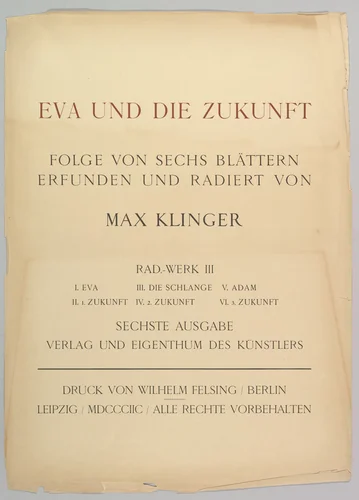 EVA UND DIE ZUKUNFT
FOLGE VON SECHS BLÄTTERN
ERFUNDEN UND RADIERT VON
MAX KLINGER
RAD.-WERK III
I. EVA III. DIE SCHLANGE V. ADAM
II. 1. ZUKUNFT IV. 2. ZUKUNFT VI. 3. ZUKUNFT
SECHSTE AUSGABE
VERLAG UND EIGENTHUM DES KÜNSTLERS
DRUCK VON WILHELM FELSING / BERLIN
LEIPZIG / MDCCCIIC / ALLE RECHTE VORBEHALTEN